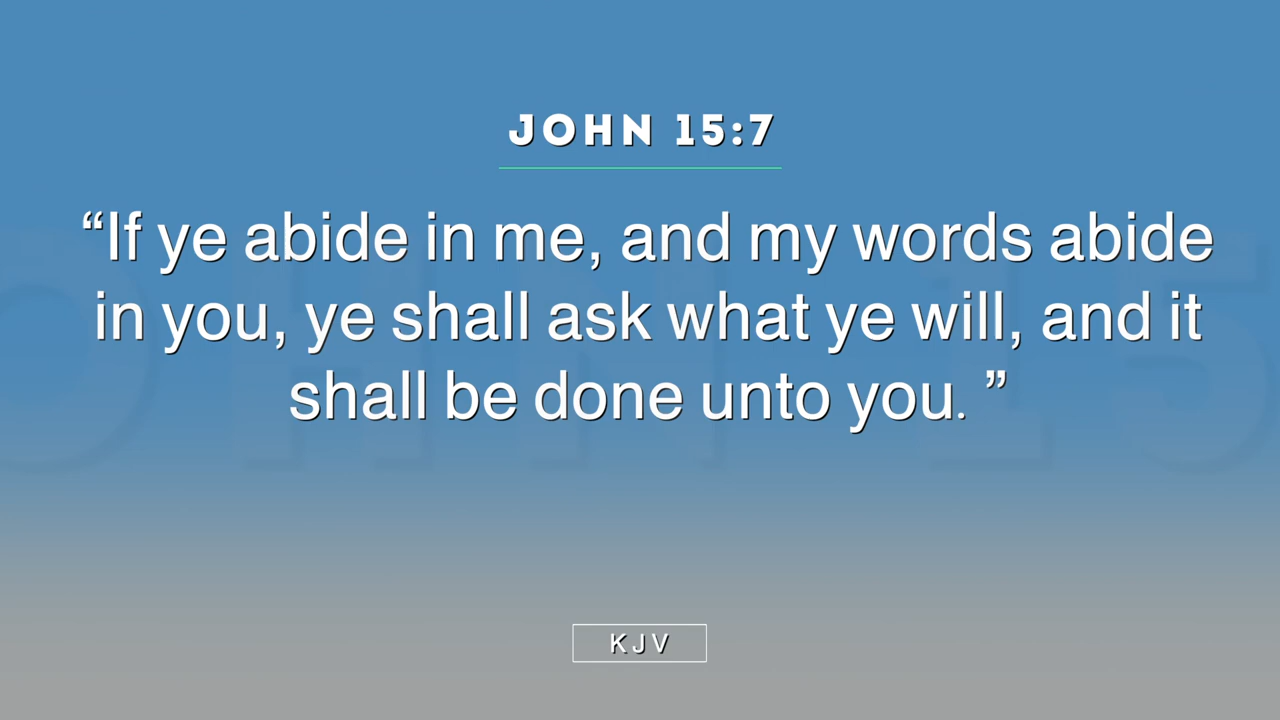 JOHN 15:7
“If ye abide in me, and my words abide
in you, ye shall ask what ye will, and it
shall be done unto you. ”
KJV